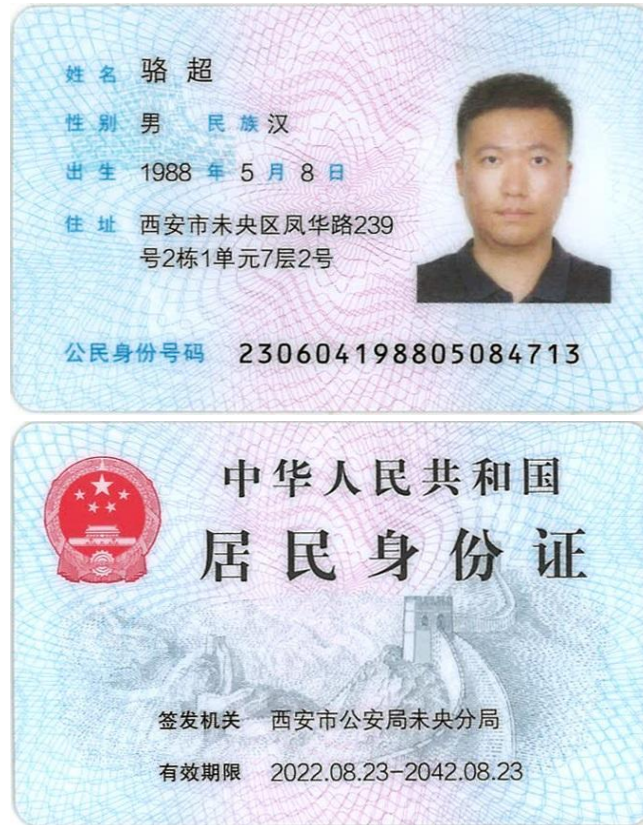 姓名 骆超
性别 男 民族 汉
出生 1988 年 5 月 8 日
住址 西安市未央区凤华路239
号2栋1单元7层2号
公民身份号码 230604198805084713
中华人民共和国
居民身份证
签发机关 西安市公安局未央分局
有效期限 2022.08.23-2042.08.23